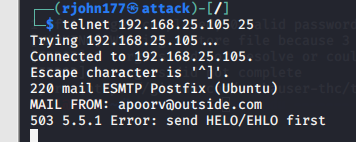 (rjohn177㉿attack)-[/]
$ telnet 192.168.25.105 25
Trying 192.168.25.105...
Connected to 192.168.25.105.
Escape character is '^]'.
220 mail ESMTP Postfix (Ubuntu)
MAIL FROM: apoorv@outside.com
503 5.5.1 Error: send HELO/EHLO first